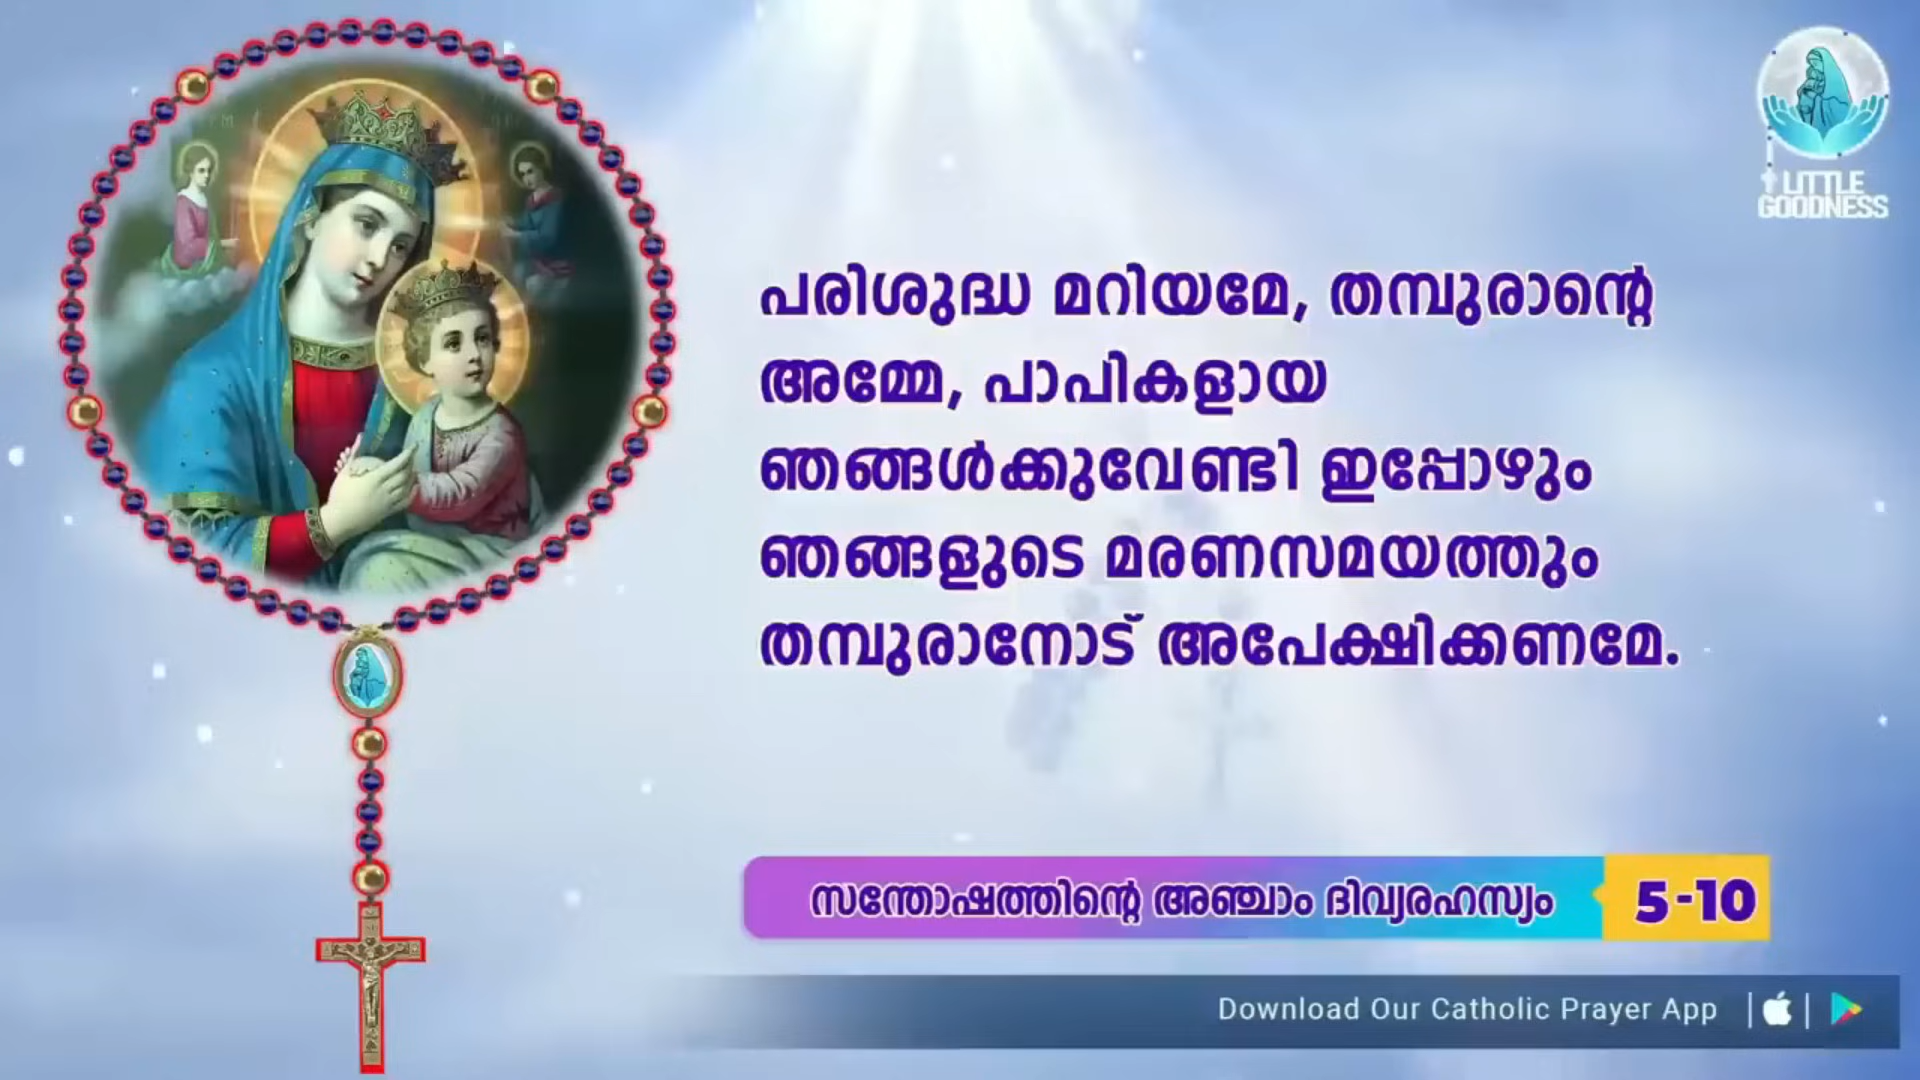 LITTLE
GOODNESS
പരിശുദ്ധ മറിയമേ, തമ്പുരാന്റെ
അമ്മേ, പാപികളായ
ഞങ്ങൾക്കുവേണ്ടി ഇപ്പോഴും
ഞങ്ങളുടെ മരണസമയത്തും
തമ്പുരാനോട് അപേക്ഷിക്കണമേ.
സന്തോഷത്തിന്റെ അഞ്ചാം ദിവ്യരഹസ്യം 5-10
Download Our Catholic Prayer App